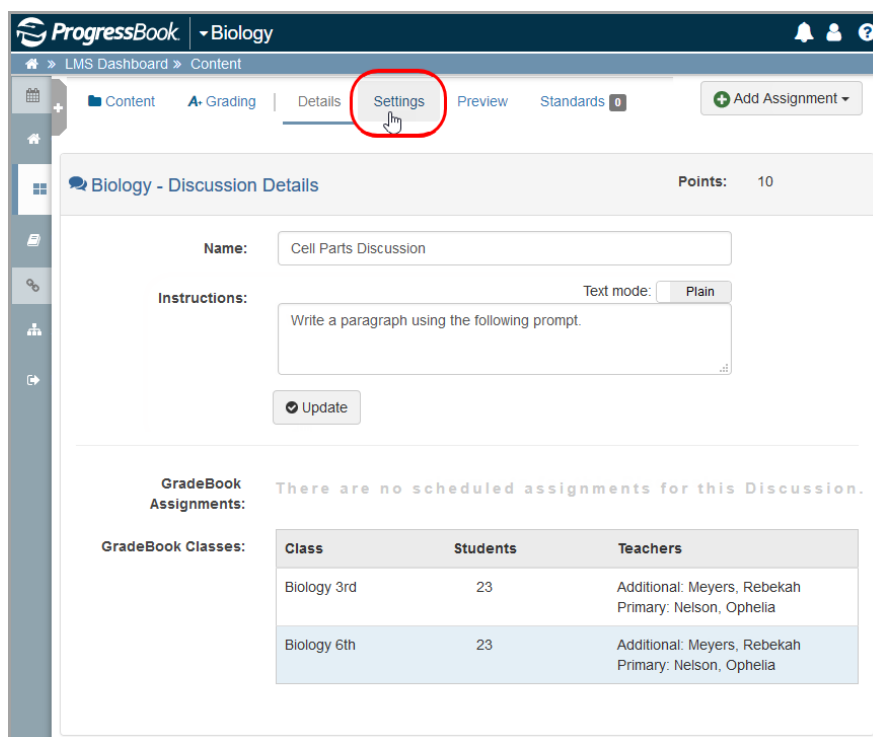 ProgressBook Biology
» LMS Dashboard » Content
Content A+ Grading Details Settings Preview Standards 0 Add Assignment
Biology - Discussion Details Points: 10
Name: Cell Parts Discussion
Text mode: Plain
Instructions:
Write a paragraph using the following prompt.
Update
GradeBook Assignments: There are no scheduled assignments for this Discussion.
GradeBook Classes: Class Students Teachers
Biology 3rd 23 Additional: Meyers, Rebekah
Primary: Nelson, Ophelia
Biology 6th 23 Additional: Meyers, Rebekah
Primary: Nelson, Ophelia